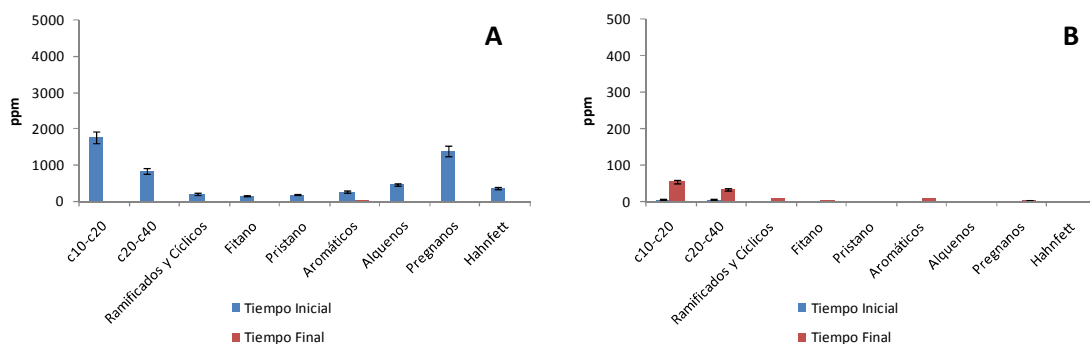 A
5000
4000
3000
2000
1000
0
ppm
c10-c20
c20-c40
Ramificados y Cíclicos
Fitano
Pristano
Aromáticos
Alquenos
Pregnanos
Hahnfett
Tiempo Inicial
Tiempo Final
B
500
400
300
200
100
0
ppm
c10-c20
c20-c40
Ramificados y Cíclicos
Fitano
Pristano
Aromáticos
Alquenos
Pregnanos
Hahnfett
Tiempo Inicial
Tiempo Final